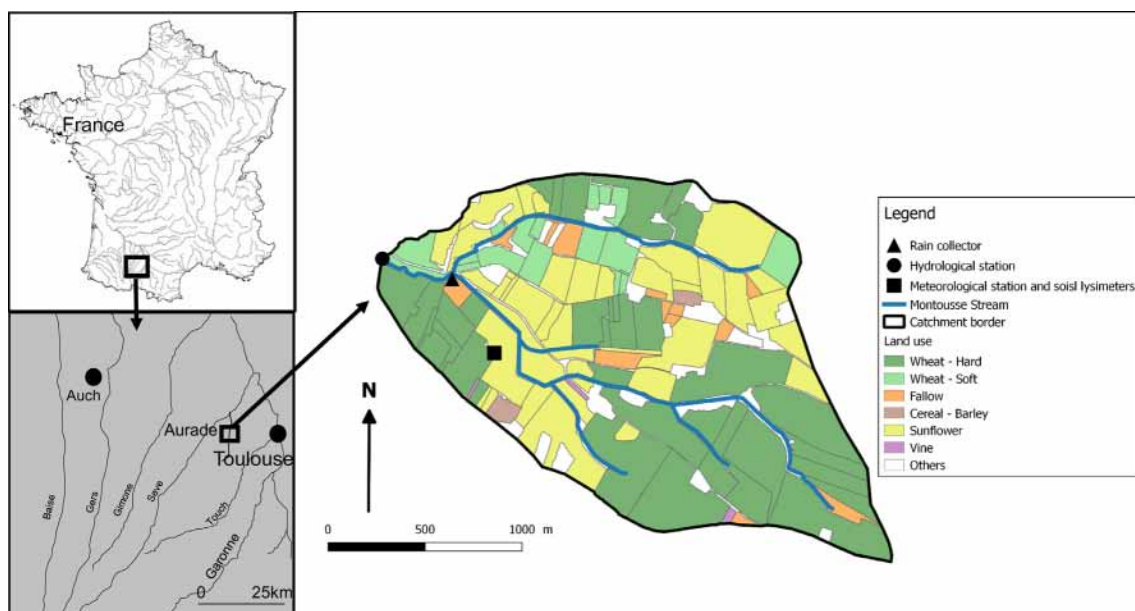 France
Auch
Aurade
Toulouse
Baise
Gers
Gimone
Save
Touch
Garonne
0 25km
N
0 500 1000 m
Legend
Rain collector
Hydrological station
Meteorological station and soisl lysimeters
Montousse Stream
Catchment border
Land use
Wheat - Hard
Wheat - Soft
Fallow
Cereal - Barley
Sunflower
Vine
Others